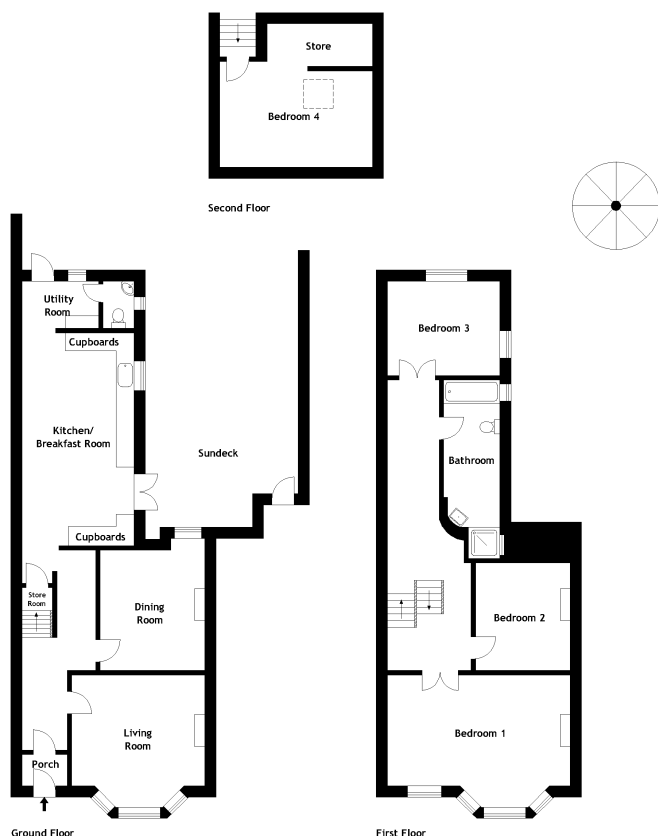 Store
Bedroom 4
Second Floor
Utility
Room
Cupboards
Kitchen/
Breakfast Room
Sundeck
Cupboards
Store
Room
Dining
Room
Living
Room
Porch
Ground Floor
Bedroom 3
Bathroom
Bedroom 2
Bedroom 1
First Floor